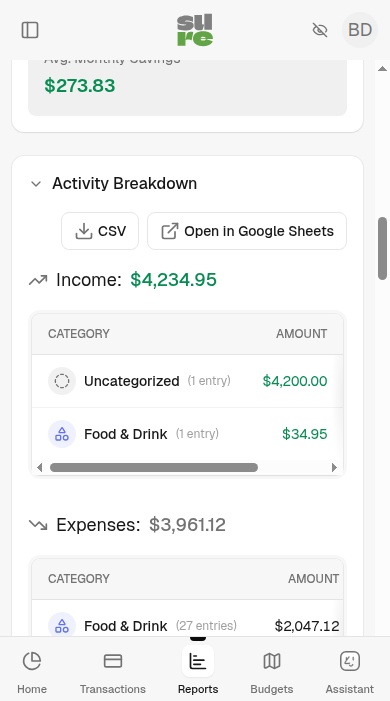 sure
BD
Avg. Monthly Savings
$273.83
Activity Breakdown
CSV
Open in Google Sheets
Income: $4,234.95
CATEGORY AMOUNT
Uncategorized (1 entry) $4,200.00
Food & Drink (1 entry) $34.95
Expenses: $3,961.12
CATEGORY AMOUNT
Food & Drink (27 entries) $2,047.12
Home Transactions Reports Budgets Assistant